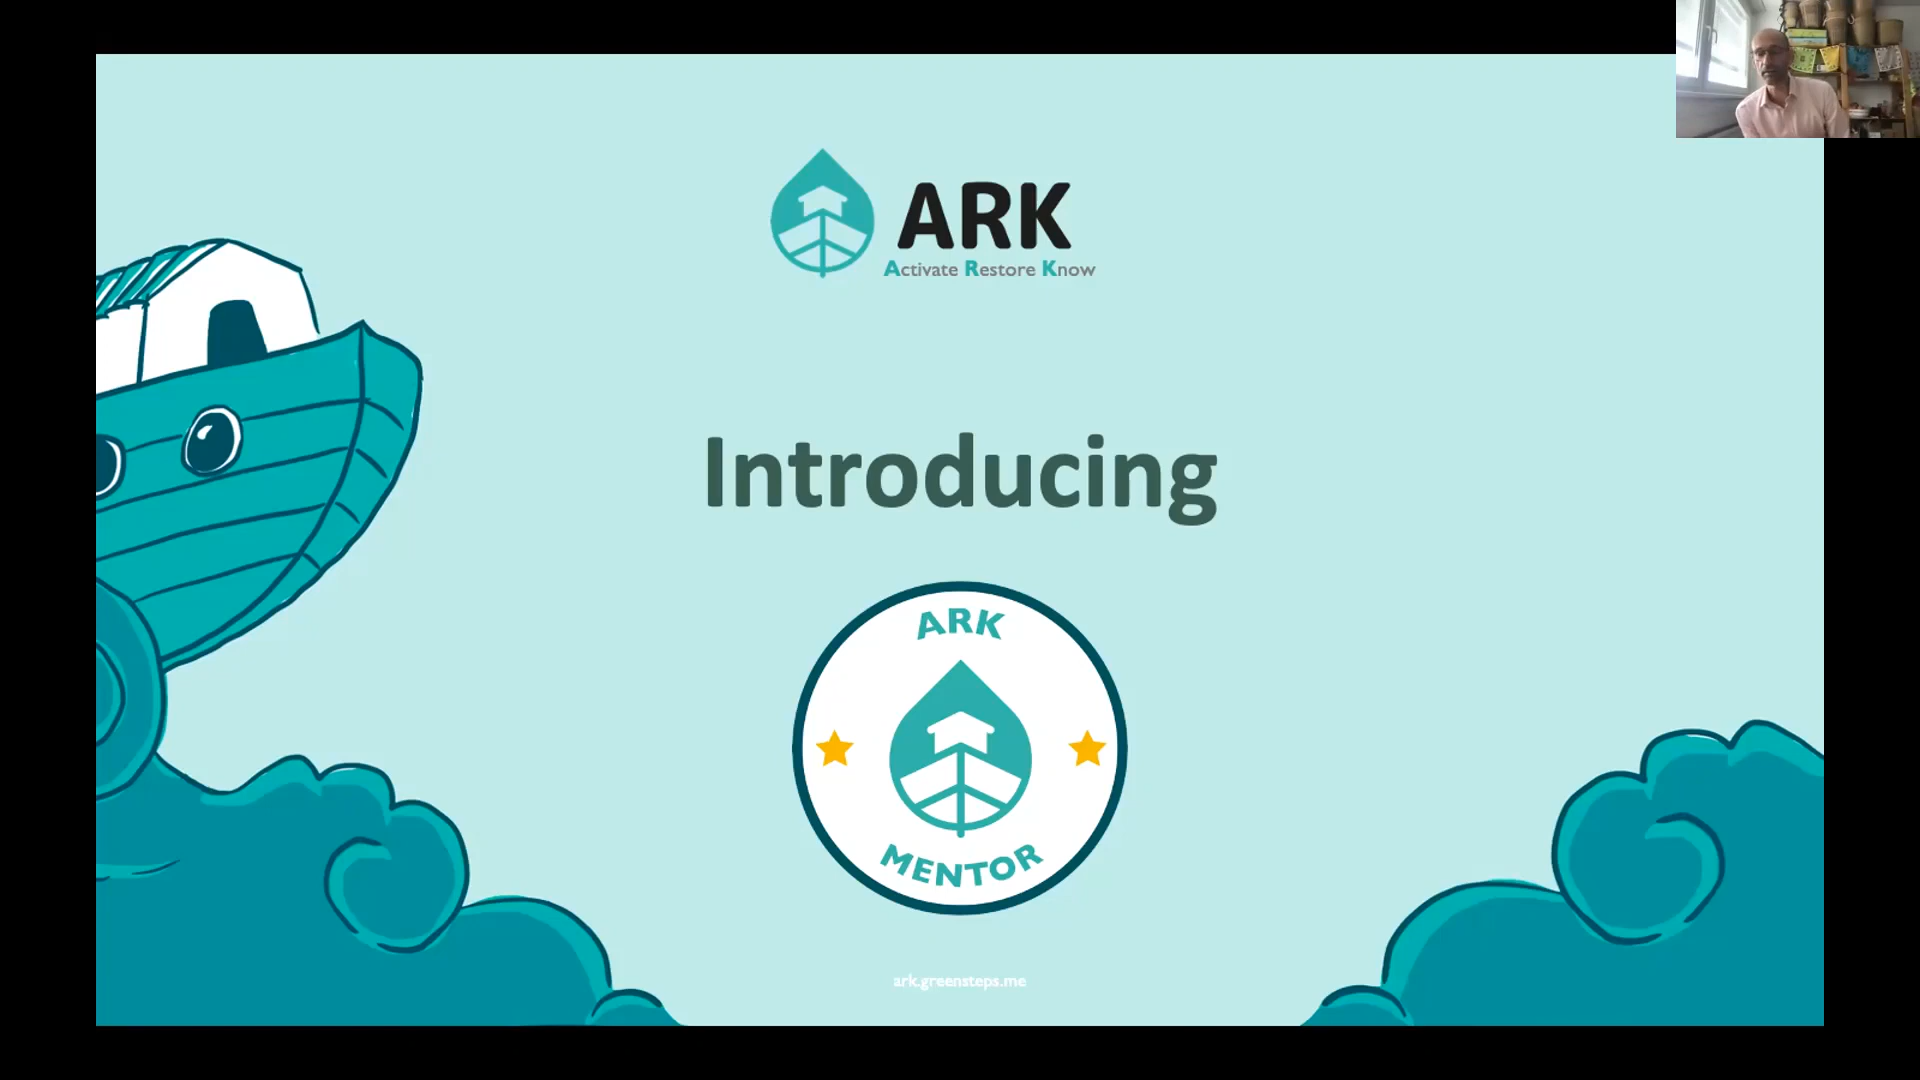 ARK
Activate Restore Know
Introducing
ARK
MENTOR
ark.greensteps.me